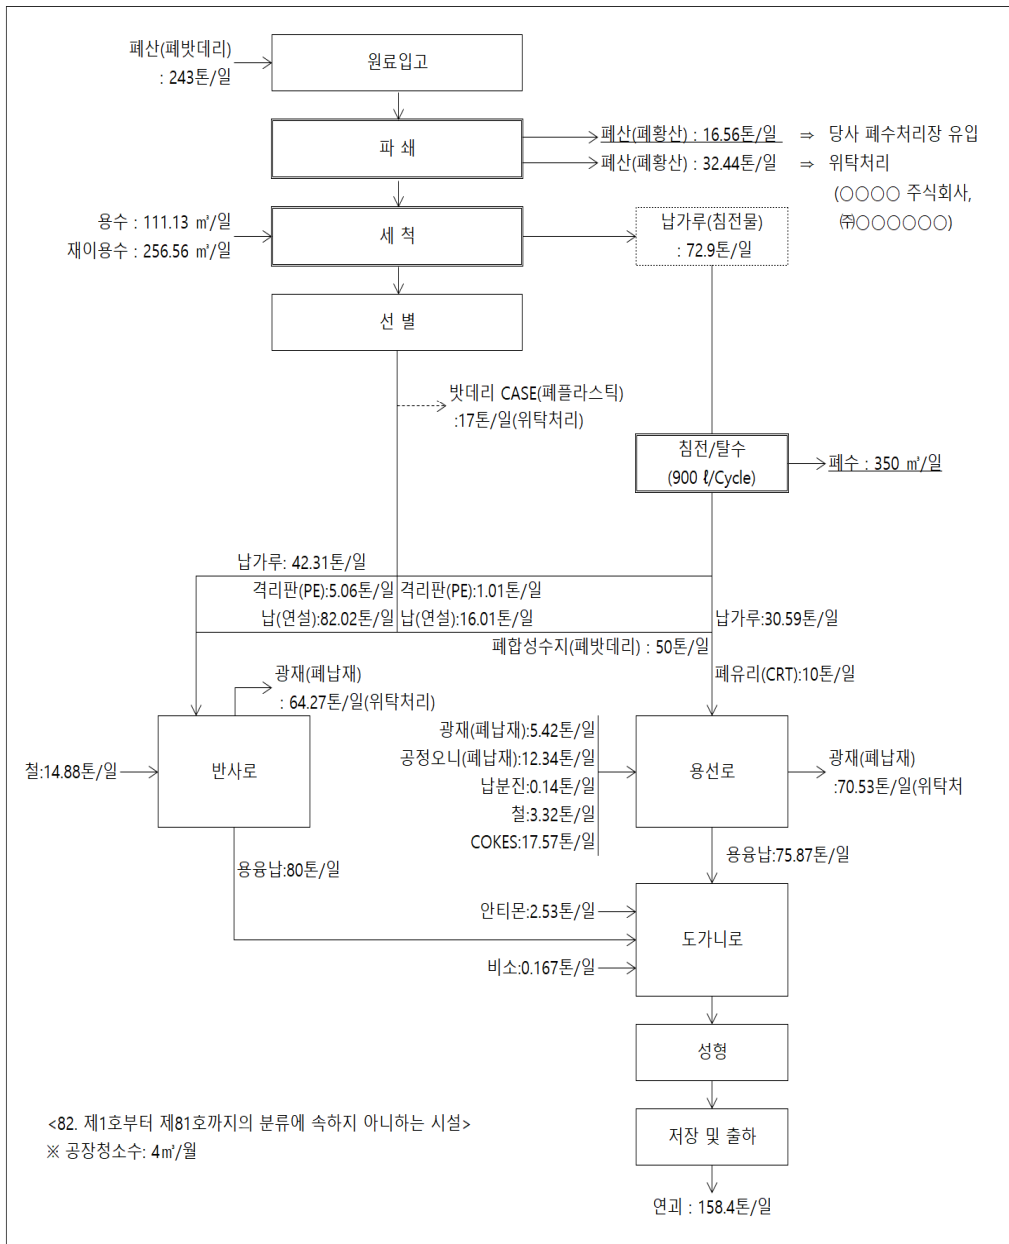 폐산(폐밧데리)
: 243톤/일
원료입고
파 쇄
폐산(폐황산) : 16.56톤/일 ⇒ 당사 폐수처리장 유입
폐산(폐황산) : 32.44톤/일 ⇒ 위탁처리
(○○○○ 주식회사,
㈜○○○○○○)
용수 : 111.13 ㎥/일
재이용수 : 256.56 ㎥/일
세 척
납가루(침전물)
: 72.9톤/일
선 별
밧데리 CASE(폐플라스틱)
:17톤/일(위탁처리)
침전/탈수
(900 ℓ/Cycle)
폐수 : 350 ㎥/일
납가루: 42.31톤/일
격리판(PE):5.06톤/일
격리판(PE):1.01톤/일
납(연설):82.02톤/일
납(연설):16.01톤/일
납가루:30.59톤/일
폐합성수지(폐밧데리) : 50톤/일
폐유리(CRT):10톤/일
광재(폐납재)
: 64.27톤/일(위탁처리)
철:14.88톤/일
반사로
광재(폐납재):5.42톤/일
공정오니(폐납재):12.34톤/일
납분진:0.14톤/일
철:3.32톤/일
COKES:17.57톤/일
용선로
광재(폐납재)
:70.53톤/일(위탁처
용융납:80톤/일
용융납:75.87톤/일
안티몬:2.53톤/일
도가니로
비소:0.167톤/일
성형
<82. 제1호부터 제81호까지의 분류에 속하지 아니하는 시설>
※ 공장청소수: 4㎥/월
저장 및 출하
연괴 : 158.4톤/일